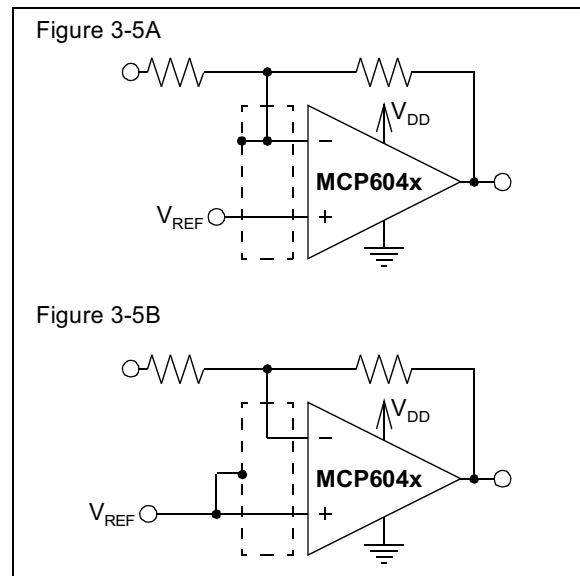 Figure 3-5A
V_DD
−
MCP604x
V_REF
+
Figure 3-5B
V_DD
−
MCP604x
V_REF
+